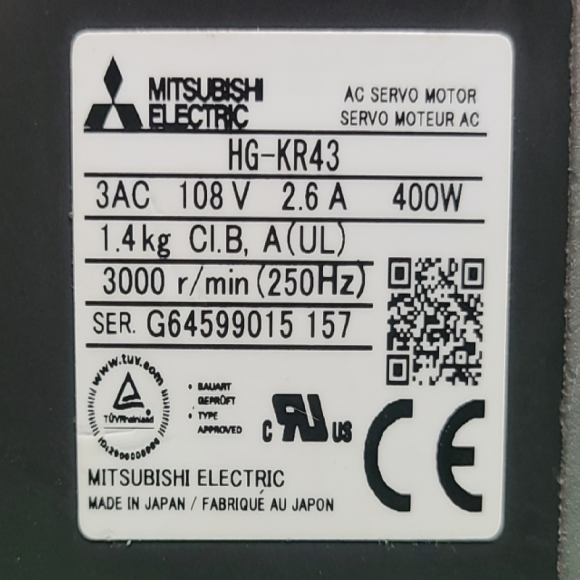 MITSUBISHI
ELECTRIC
AC SERVO MOTOR
SERVO MOTEUR AC
HG-KR43
3AC 108 V 2.6 A 400W
1.4kg Cl.B, A(UL)
3000 r/min (250Hz)
SER. G64599015 157
www.tuv.com
TÜVRheinland
• BAUART
GEPRÜFT
• TYPE
APPROVED
c RU US
CE
MITSUBISHI ELECTRIC
MADE IN JAPAN / FABRIQUÉ AU JAPON